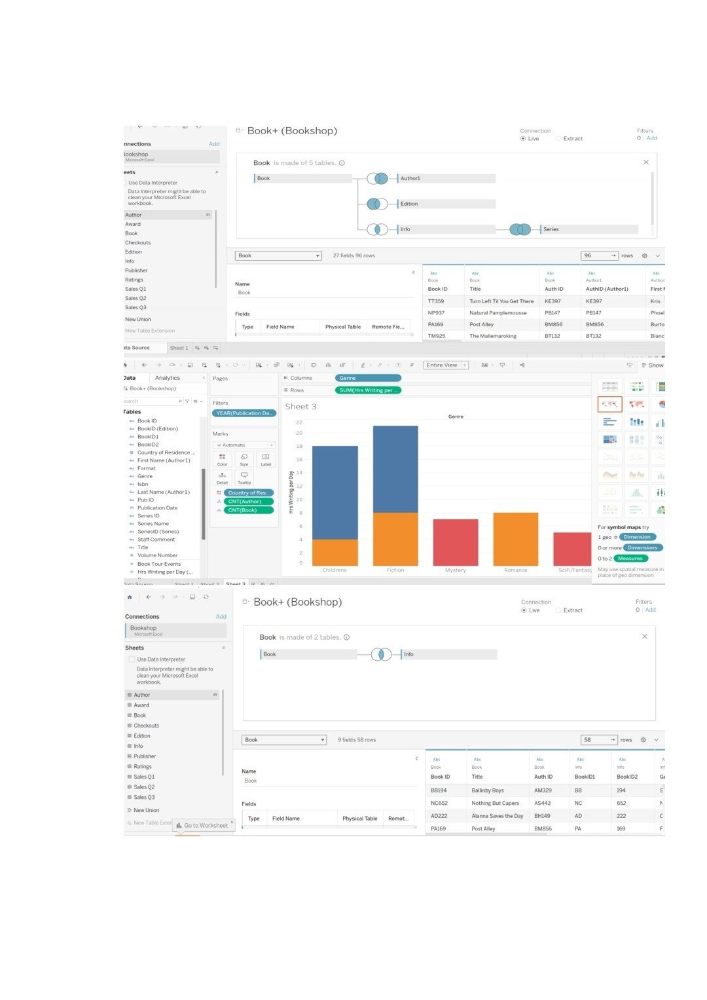 Book+ (Bookshop)
Connection
Live
Extract
Filters
0 Add
nnections
Add
Bookshop
Microsoft Excel
eets
Use Data Interpreter
Data Interpreter might be able to
clean your Microsoft Excel
workbook.
Author
Award
Book
Checkouts
Edition
Info
Publisher
Ratings
Sales Q1
Sales Q2
Sales Q3
New Union
New Table Extension
Book is made of 5 tables.
Book
Author1
Edition
Info
Series
Book
27 fields 96 rows
96
rows
Name
Book
Fields
Type Field Name Physical Table Remote Fie...
Abc Abc Abc Abc Abc
Book Book Book Author1 Author
Book ID Title Auth ID AuthID (Author1) First N
TT359 Turn Left Til You Get There KE397 KE397 Kris
NP937 Natural Pamplemousse PB147 PB147 Phoel
PA169 Post Alley BM856 BM856 Burto
TM925 The Mallemaroking BT132 BT132 Bianc
ata Source Sheet 1
Entire View
Show
Data Analytics
Book+ (Bookshop)
earch
Tables
Abc Book ID
Abc BookID (Edition)
Abc BookID1
Abc BookID2
Country of Residence ...
Abc First Name (Author1)
Abc Format
Abc Genre
Abc Isbn
Abc Last Name (Author1)
Abc Pub ID
Publication Date
Abc Series ID
Abc Series Name
Abc SeriesID (Series)
Abc Staff Comment
Abc Title
# Volume Number
# Book Tour Events
# Hrs Writing per Day (...
Data Source Sheet 1 Sheet 2 Sheet 3
Pages
Filters
YEAR(Publication Da..
Marks
Automatic
Color Size Label
Detail Tooltip
Country of Res..
CNT(Author)
CNT(Book)
Columns
Genre
Rows
SUM(Hrs Writing per ..
Sheet 3
Genre
Hrs Writing per Day
22
20
18
16
14
12
10
8
6
4
2
0
Childrens Fiction Mystery Romance SciFi/Fantasy
For symbol maps try
1 geo Dimension
0 or more Dimensions
0 to 2 Measures
May use spatial measure in
place of geo dimension
Book+ (Bookshop)
Connection
Live
Extract
Filters
0 Add
Connections
Add
Bookshop
Microsoft Excel
Sheets
Use Data Interpreter
Data Interpreter might be able to
clean your Microsoft Excel
workbook.
Author
Award
Book
Checkouts
Edition
Info
Publisher
Ratings
Sales Q1
Sales Q2
Sales Q3
New Union
New Table Exter
Go to Worksheet
Book is made of 2 tables.
Book
Info
Book
9 fields 58 rows
58
rows
Name
Book
Fields
Type Field Name Physical Table Remot...
Abc Abc Abc Abc Abc A
Book Book Book Info Info Inf
Book ID Title Auth ID BookID1 BookID2 Ge
BB194 Ballinby Boys AM329 BB 194 S
NC652 Nothing But Capers AS443 NC 652 N
AD222 Alanna Saves the Day BH149 AD 222 C
PA169 Post Alley BM856 PA 169 F